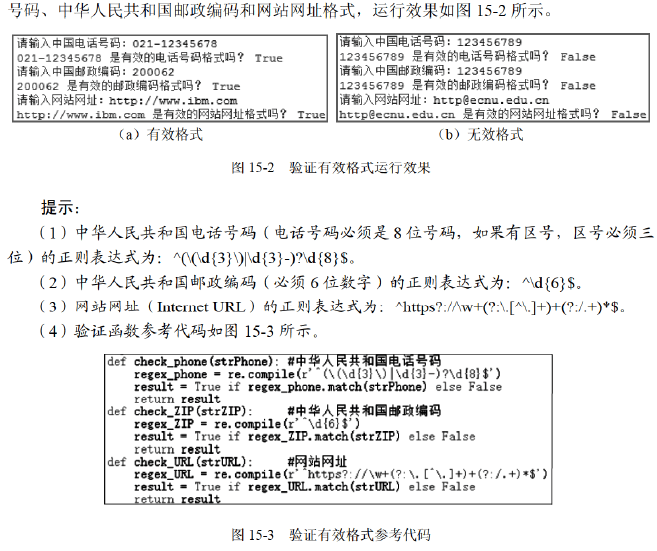 号码、中华人民共和国邮政编码和网站网址格式，运行效果如图 15-2 所示。
请输入中国电话号码：021-12345678
021-12345678 是有效的电话号码格式吗？ True
请输入中国邮政编码：200062
200062 是有效的邮政编码格式吗？ True
请输入网站网址：http://www.ibm.com
http://www.ibm.com 是有效的网站网址格式吗？ True
（a）有效格式
请输入中国电话号码：123456789
123456789 是有效的电话号码格式吗？ False
请输入中国邮政编码：123456789
123456789 是有效的邮政编码格式吗？ False
请输入网站网址：http@ecnu.edu.cn
http@ecnu.edu.cn 是有效的网站网址格式吗？ False
（b）无效格式
图 15-2 验证有效格式运行效果
提示：
（1）中华人民共和国电话号码（电话号码必须是 8 位号码，如果有区号，区号必须三
位）的正则表达式为：^(\(\d{3}\)|\d{3}-)?\d{8}$。
（2）中华人民共和国邮政编码（必须 6 位数字）的正则表达式为：^\d{6}$。
（3）网站网址（Internet URL）的正则表达式为：^https?://\w+(?:\.[^\.]+)+(?:/.+)*$。
（4）验证函数参考代码如图 15-3 所示。
def check_phone(strPhone): #中华人民共和国电话号码
regex_phone = re.compile(r'^(\(\d{3}\)|\d{3}-)?\d{8}$')
result = True if regex_phone.match(strPhone) else False
return result
def check_ZIP(strZIP): #中华人民共和国邮政编码
regex_ZIP = re.compile(r'^\d{6}$')
result = True if regex_ZIP.match(strZIP) else False
return result
def check_URL(strURL): #网站网址
regex_URL = re.compile(r'^https?://\w+(?:\.[^\.]+)+(?:/.+)*$')
result = True if regex_URL.match(strURL) else False
return result
图 15-3 验证有效格式参考代码